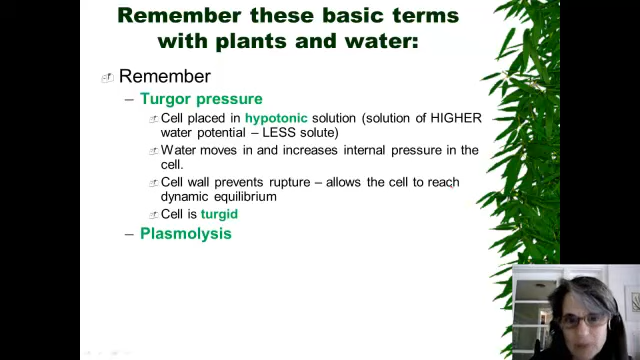 Remember these basic terms
with plants and water:
Remember
– Turgor pressure
Cell placed in hypotonic solution (solution of HIGHER
water potential – LESS solute)
Water moves in and increases internal pressure in the
cell.
Cell wall prevents rupture – allows the cell to reach
dynamic equilibrium
Cell is turgid
– Plasmolysis